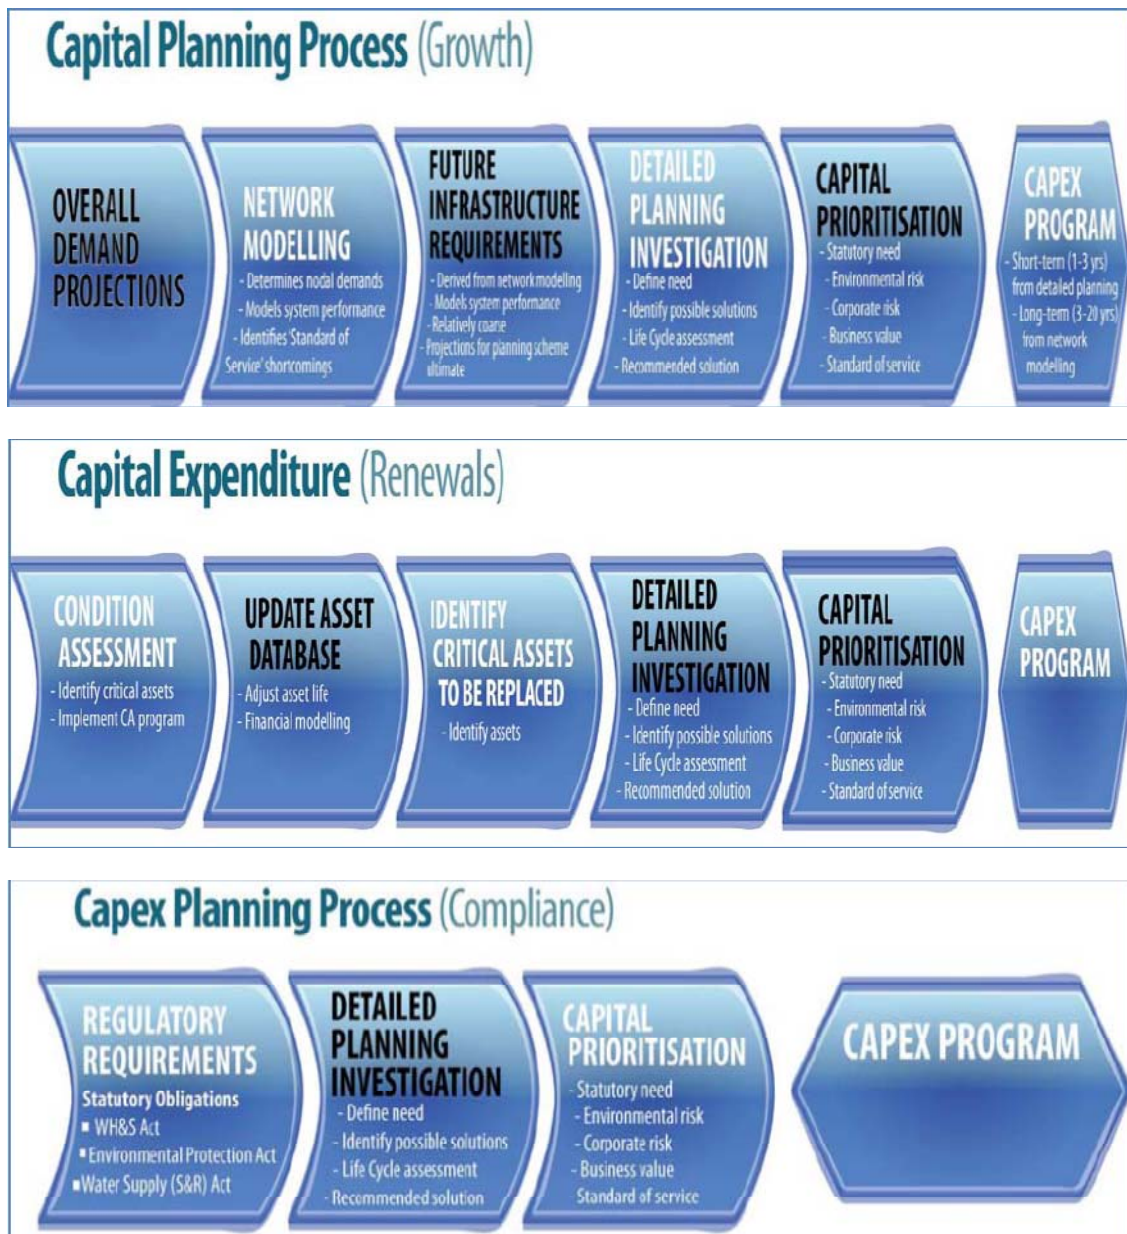 Capital Planning Process (Growth)
OVERALL
DEMAND
PROJECTIONS
NETWORK
MODELLING
- Determines nodal demands
- Models system performance
- Identifies 'Standard of
Service' shortcomings
FUTURE
INFRASTRUCTURE
REQUIREMENTS
- Derived from network modelling
- Models system performance
- Relatively coarse
- Projections for planning scheme
ultimate
DETAILED
PLANNING
INVESTIGATION
- Define need
- Identify possible solutions
- Life Cycle assessment
- Recommended solution
CAPITAL
PRIORITISATION
- Statutory need
- Environmental risk
- Corporate risk
- Business value
- Standard of service
CAPEX
PROGRAM
- Short-term (1-3 yrs)
from detailed planning
- Long-term (3-20 yrs)
from network
modelling
Capital Expenditure (Renewals)
CONDITION
ASSESSMENT
- Identify critical assets
- Implement CA program
UPDATE ASSET
DATABASE
- Adjust asset life
- Financial modelling
IDENTIFY
CRITICAL ASSETS
TO BE REPLACED
- Identify assets
DETAILED
PLANNING
INVESTIGATION
- Define need
- Identify possible solutions
- Life Cycle assessment
- Recommended solution
CAPITAL
PRIORITISATION
- Statutory need
- Environmental risk
- Corporate risk
- Business value
- Standard of service
CAPEX
PROGRAM
Capex Planning Process (Compliance)
REGULATORY
REQUIREMENTS
Statutory Obligations
▪ WH&S Act
▪ Environmental Protection Act
▪ Water Supply (S&R) Act
DETAILED
PLANNING
INVESTIGATION
- Define need
- Identify possible solutions
- Life Cycle assessment
- Recommended solution
CAPITAL
PRIORITISATION
- Statutory need
- Environmental risk
- Corporate risk
- Business value
Standard of service
CAPEX PROGRAM